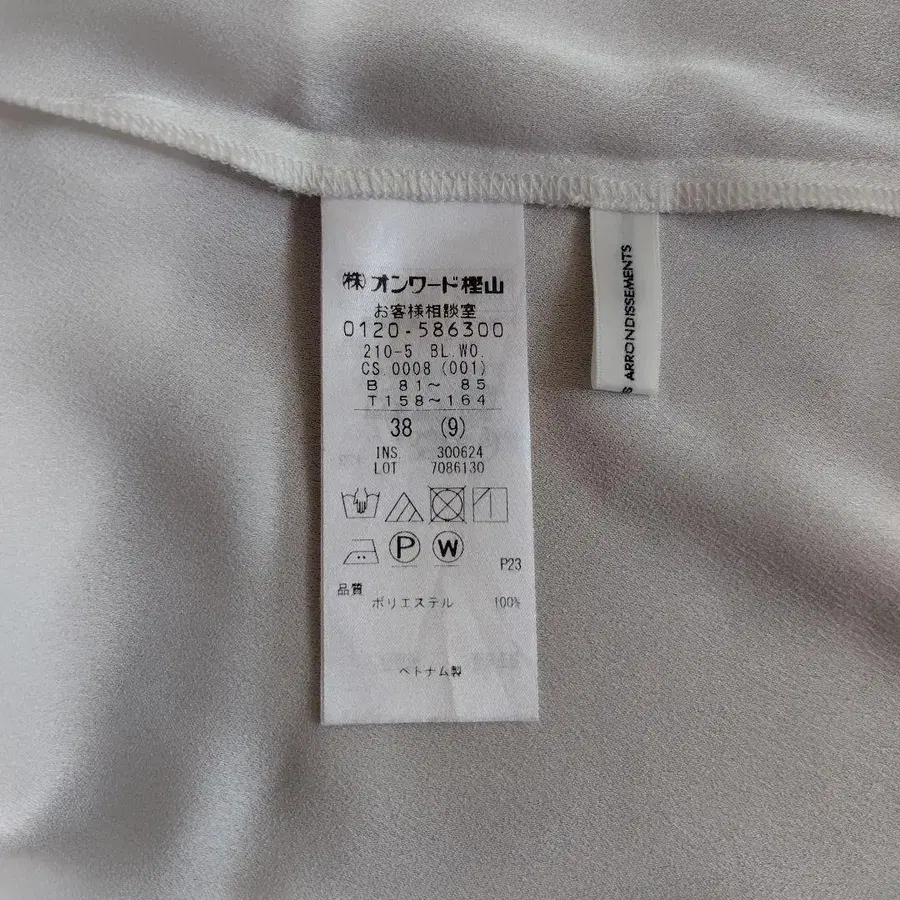 ㈱オンワード樫山
お客様相談室
0120-586300
210-5 BL.WO.
CS.0008 (001)
B 81～ 85
T158～164
38 (9)
INS. 300624
LOT 7086130
P W
P23
品質
ポリエステル 100%
ベトナム製
S ARRONDISSEMENTS